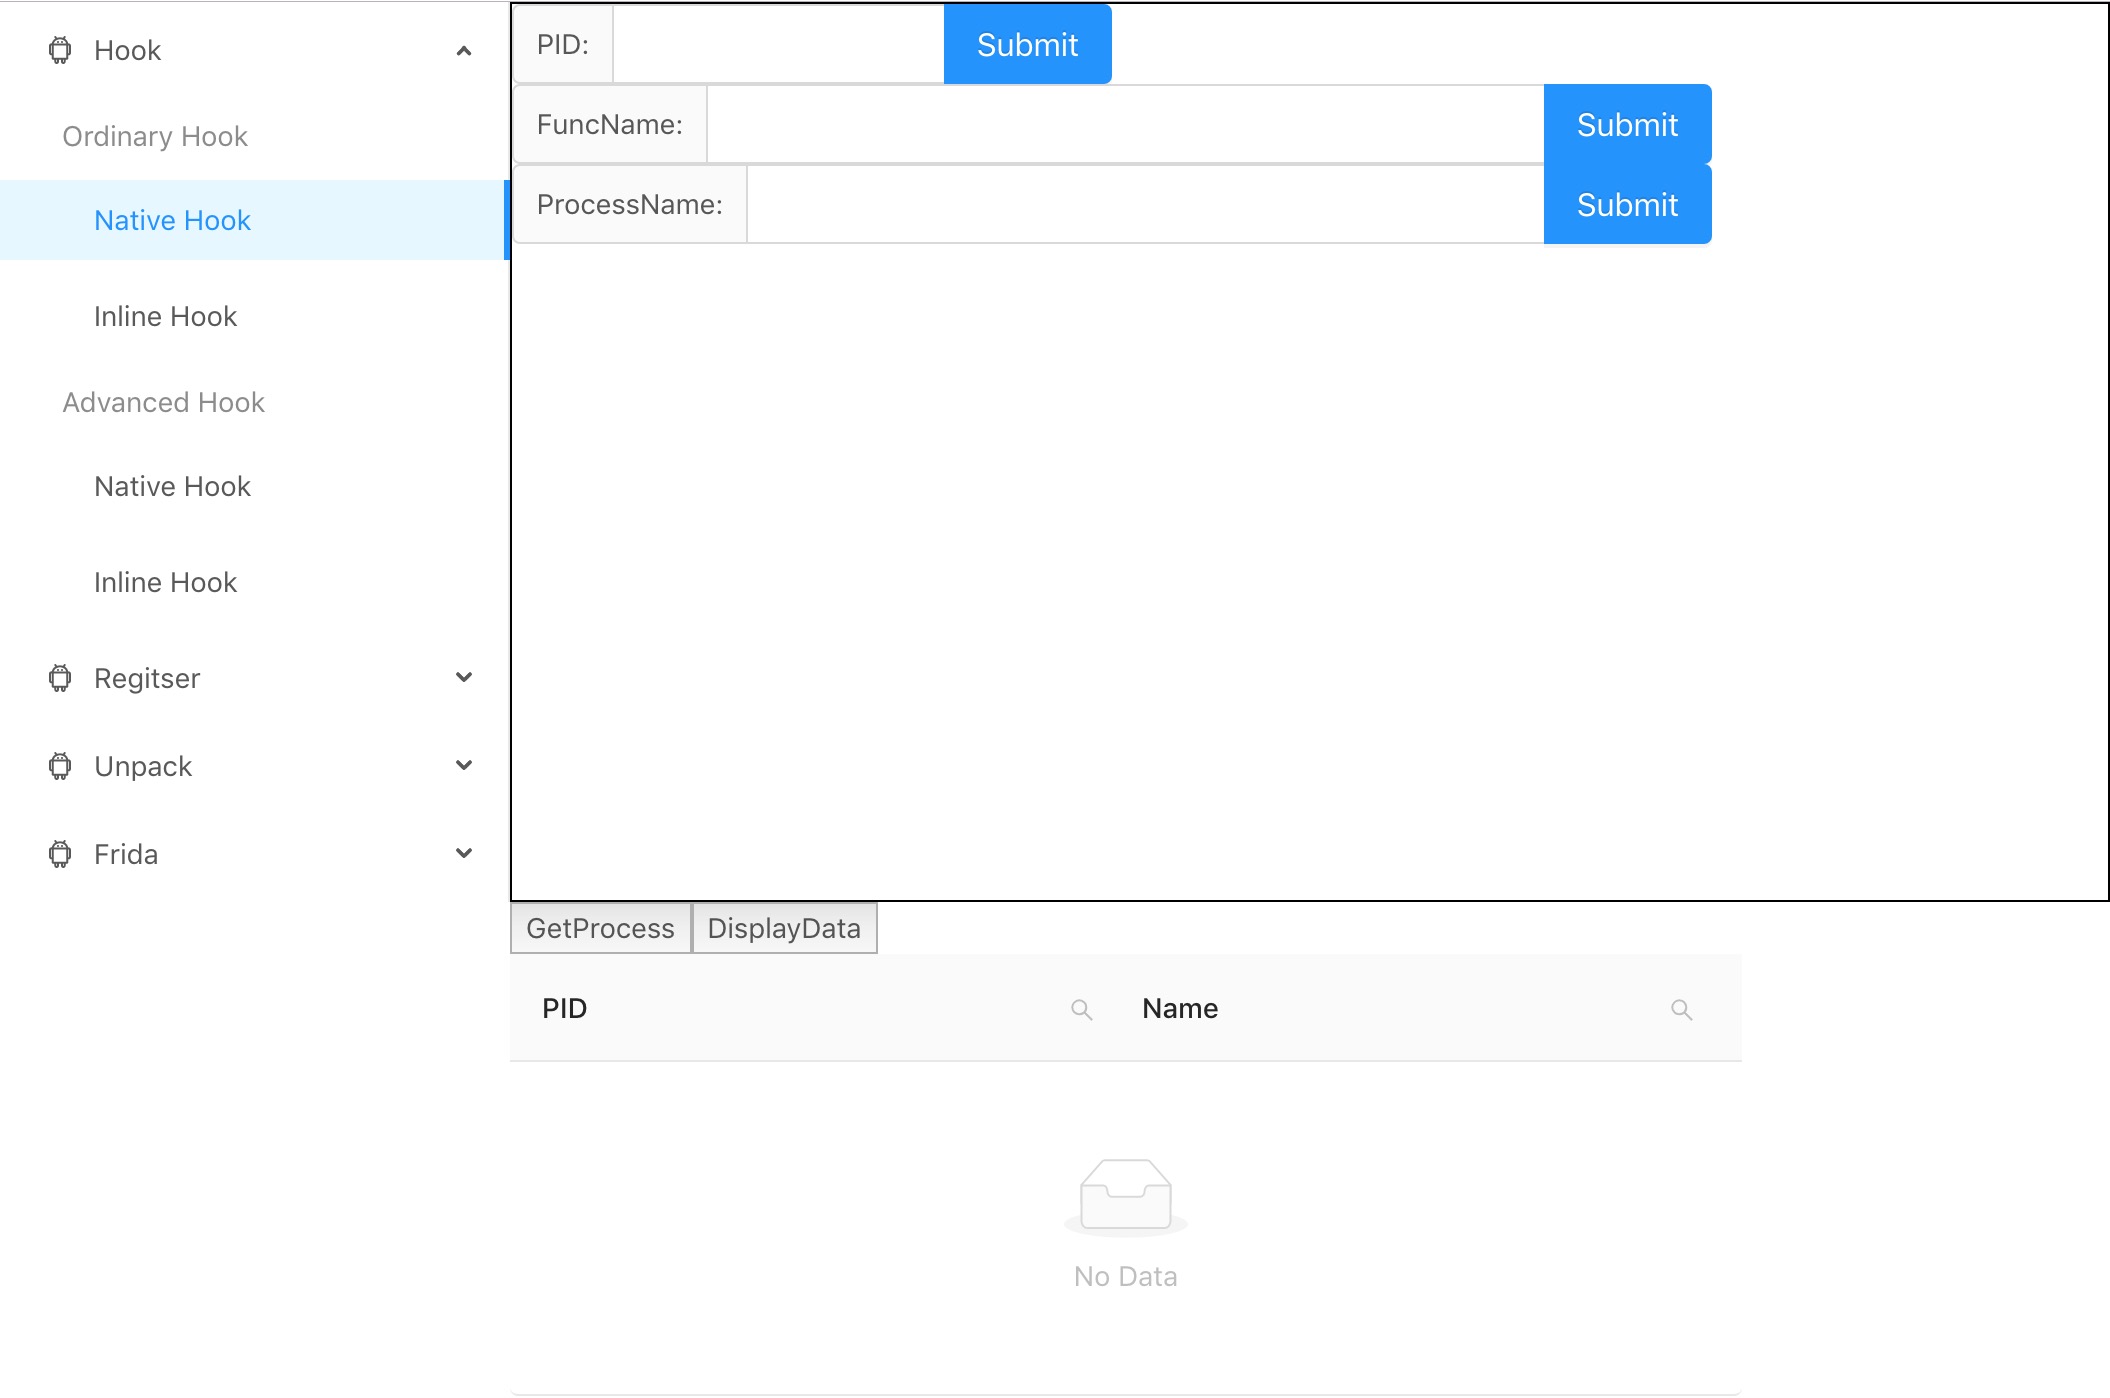 Hook
Ordinary Hook
Native Hook
Inline Hook
Advanced Hook
Native Hook
Inline Hook
Regitser
Unpack
Frida
PID: Submit
FuncName: Submit
ProcessName: Submit
GetProcess DisplayData
PID Name
No Data